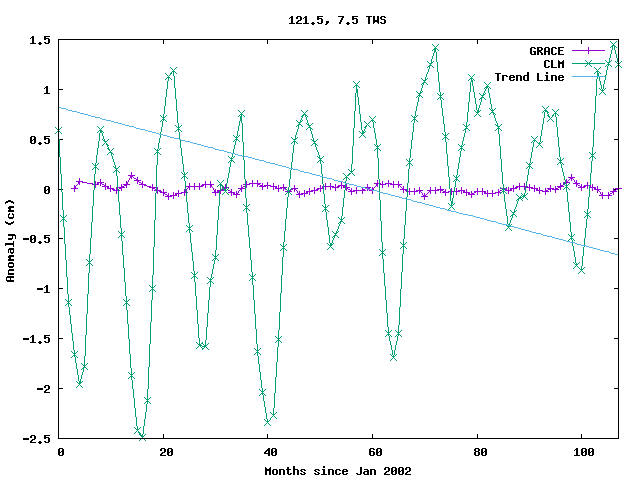 121.5, 7.5 TWS
GRACE
CLM
Trend Line
1.5
1
0.5
0
-0.5
-1
-1.5
-2
-2.5
Anomaly (cm)
0 20 40 60 80 100
Months since Jan 2002